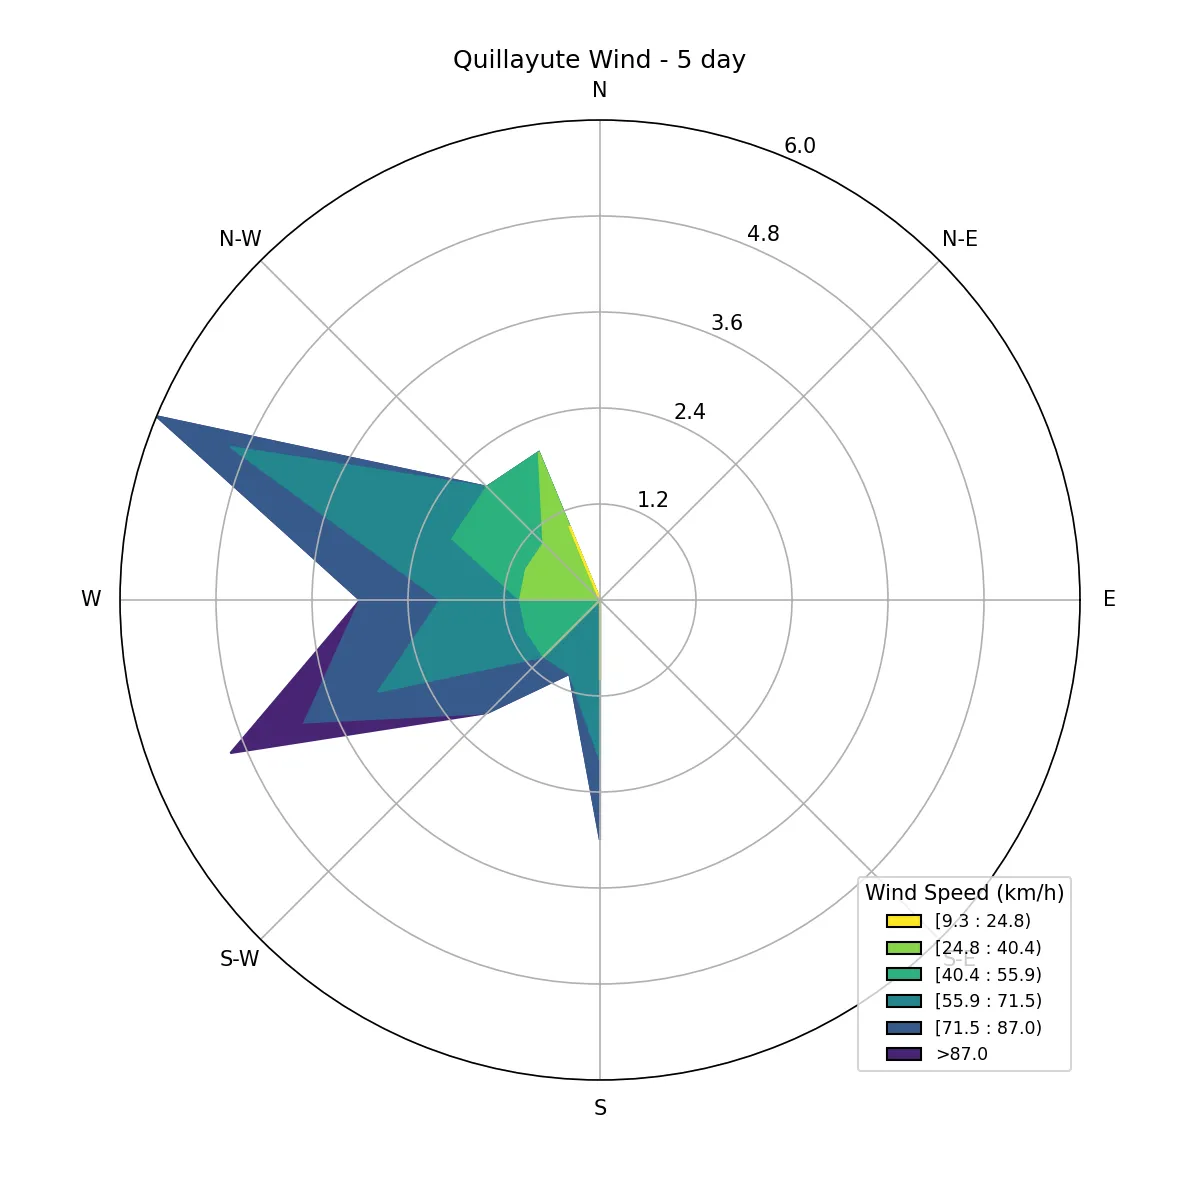 Quillayute Wind - 5 day
N
6.0
4.8
N-W
N-E
3.6
2.4
1.2
W
E
Wind Speed (km/h)
[9.3 : 24.8)
[24.8 : 40.4)
S-W
S-E
[40.4 : 55.9)
[55.9 : 71.5)
[71.5 : 87.0)
>87.0
S